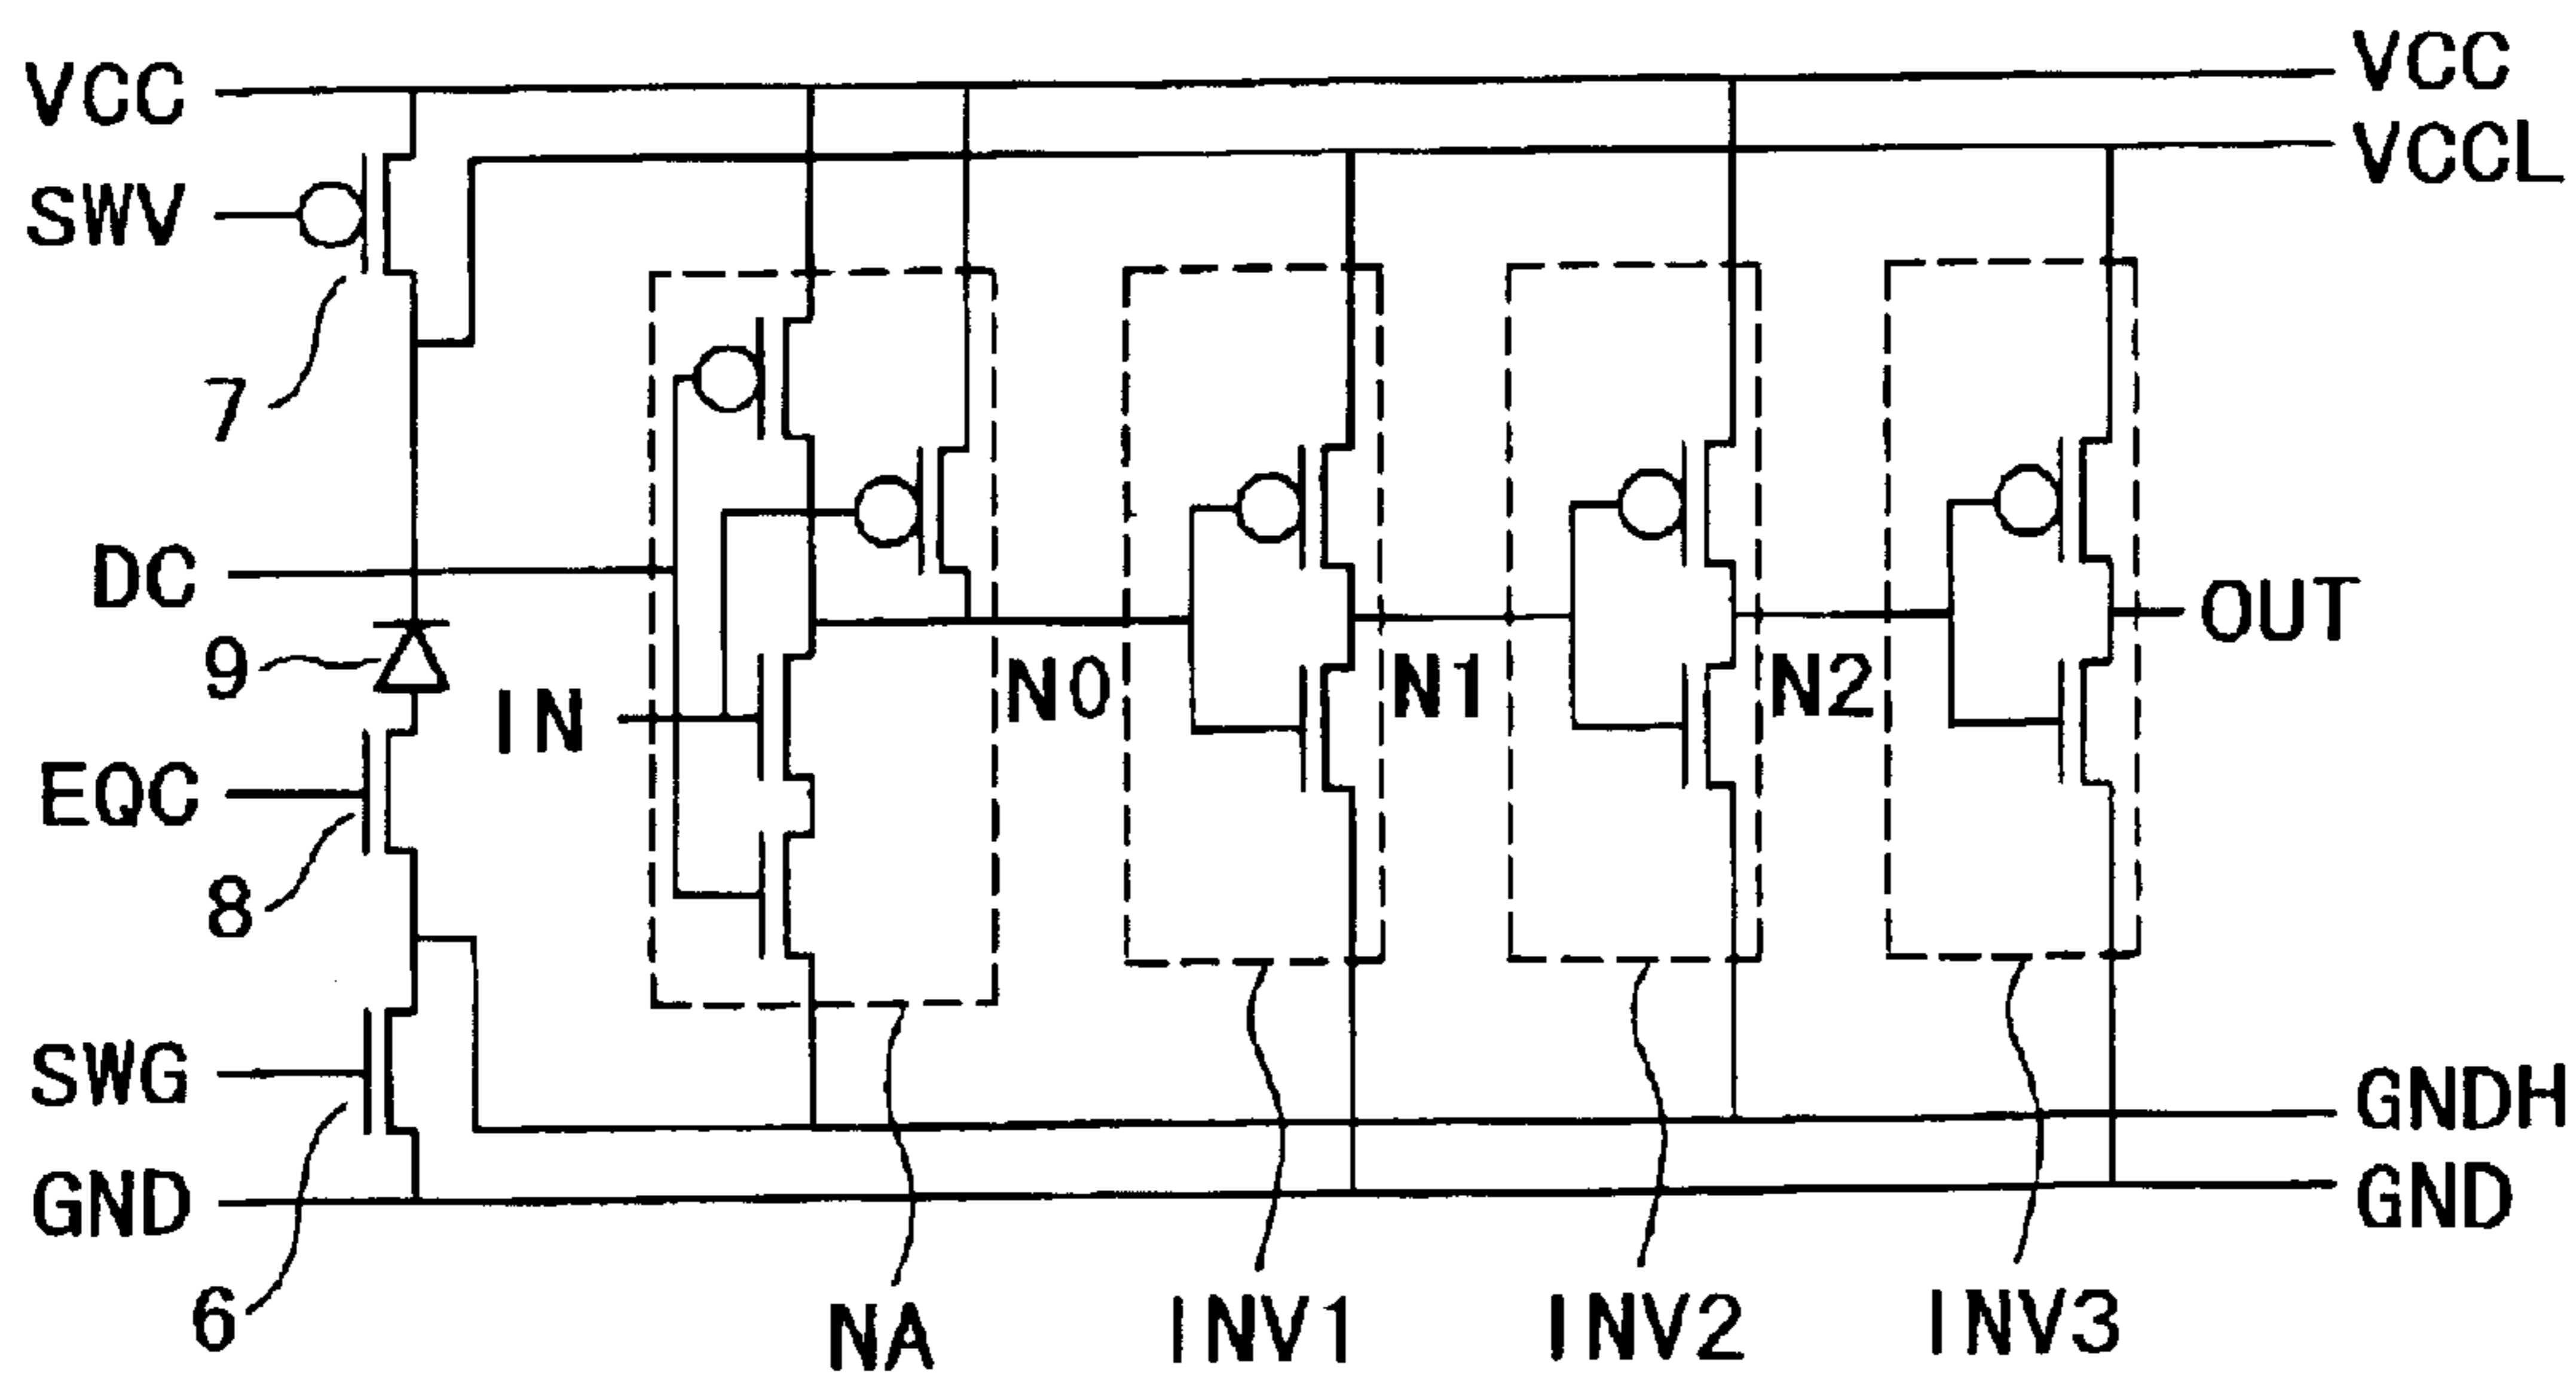 VCC
VCC
VCCL
SWV
7
DC
OUT
9
IN
N0
N1
N2
EQC
8
SWG
GNDH
GND
GND
6
NA
INV1
INV2
INV3